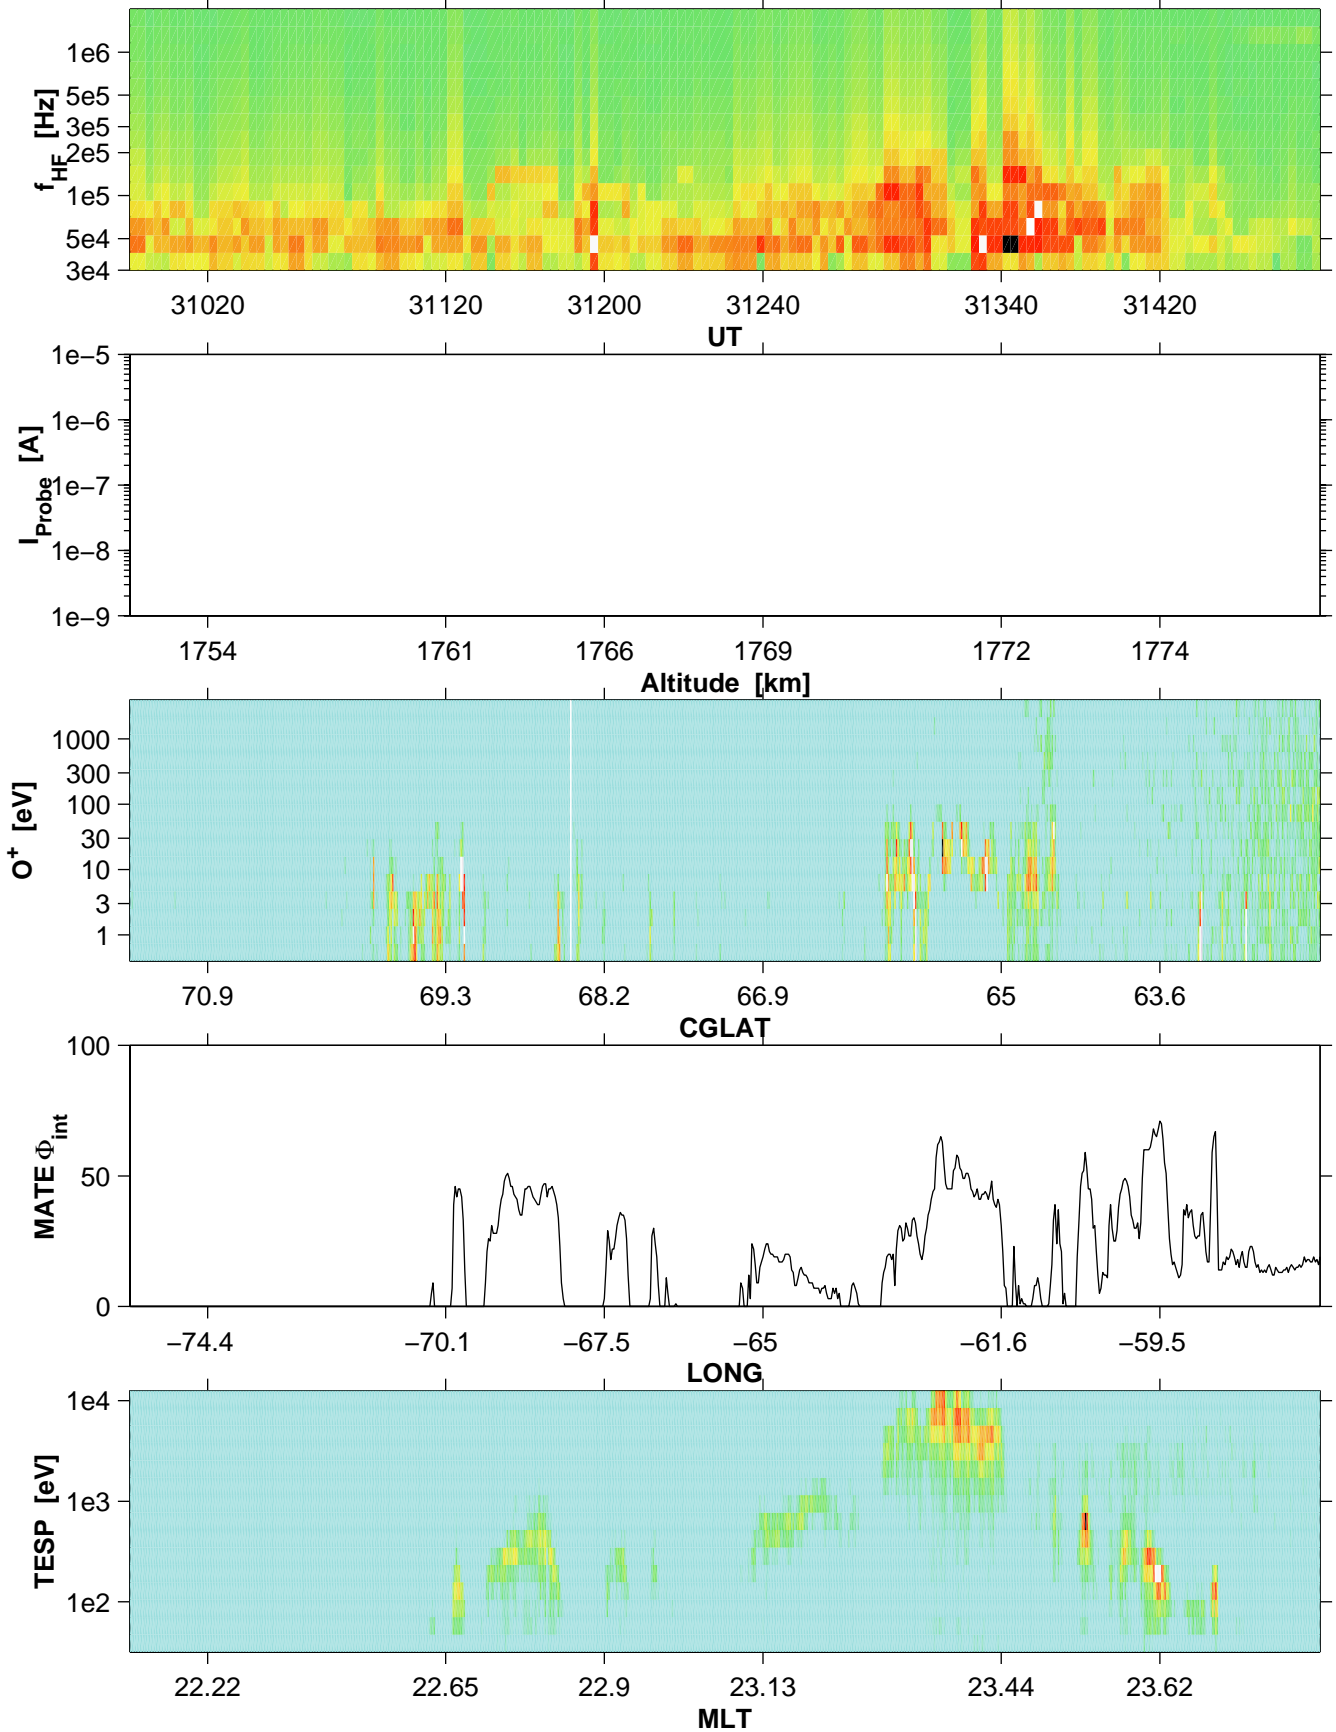 f_HF [Hz]
1e6
5e5
3e5
2e5
1e5
5e4
3e4
31020 31120 31200 31240 31340 31420
UT
I_Probe [A]
1e−5
1e−6
1e−7
1e−8
1e−9
1754 1761 1766 1769 1772 1774
Altitude [km]
O⁺ [eV]
1000
300
100
30
10
3
1
70.9 69.3 68.2 66.9 65 63.6
CGLAT
MATE Φ_int
100
50
0
−74.4 −70.1 −67.5 −65 −61.6 −59.5
LONG
TESP [eV]
1e4
1e3
1e2
22.22 22.65 22.9 23.13 23.44 23.62
MLT